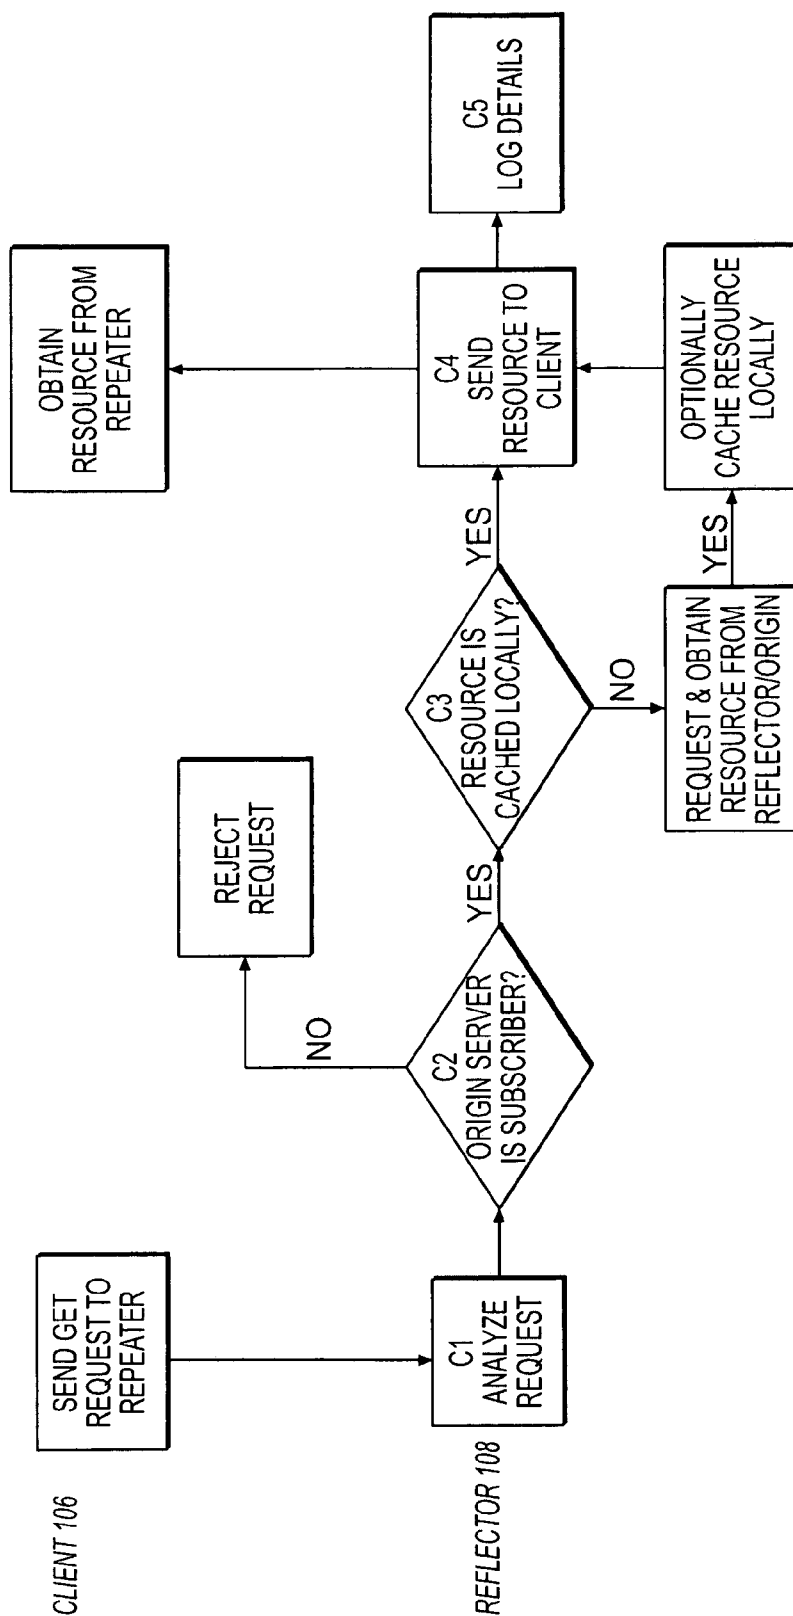 CLIENT 106
SEND GET
REQUEST TO
REPEATER
OBTAIN
RESOURCE FROM
REPEATER
REJECT
REQUEST
NO
REFLECTOR 108
C1
ANALYZE
REQUEST
C2
ORIGIN SERVER
IS SUBSCRIBER?
YES
C3
RESOURCE IS
CACHED LOCALLY?
YES
C4
SEND
RESOURCE TO
CLIENT
C5
LOG DETAILS
NO
REQUEST & OBTAIN
RESOURCE FROM
REFLECTOR/ORIGIN
YES
OPTIONALLY
CACHE RESOURCE
LOCALLY